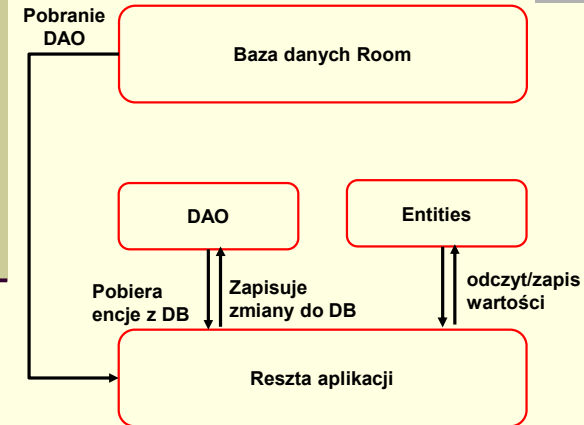 Pobranie
DAO
Baza danych Room
DAO
Entities
Pobiera
encje z DB
Zapisuje
zmiany do DB
odczyt/zapis
wartości
Reszta aplikacji